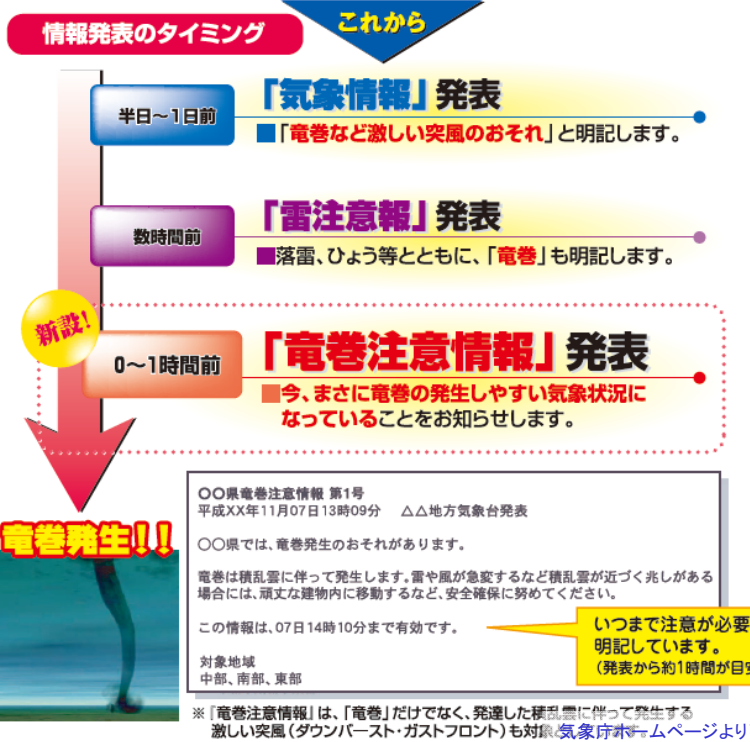 これから
情報発表のタイミング
半日～1日前
「気象情報」発表
■「竜巻など激しい突風のおそれ」と明記します。
数時間前
「雷注意報」発表
■落雷、ひょう等とともに、「竜巻」も明記します。
新設!
0～1時間前
「竜巻注意情報」発表
■今、まさに竜巻の発生しやすい気象状況に
なっていることをお知らせします。
竜巻発生!!
〇〇県竜巻注意情報 第1号
平成XX年11月07日13時09分 △△地方気象台発表
〇〇県では、竜巻発生のおそれがあります。
竜巻は積乱雲に伴って発生します。雷や風が急変するなど積乱雲が近づく兆しがある
場合には、頑丈な建物内に移動するなど、安全確保に努めてください。
この情報は、07日14時10分まで有効です。
対象地域
中部、南部、東部
いつまで注意が必要
明記しています。
(発表から約1時間が目安
※『竜巻注意情報』は、「竜巻」だけでなく、発達した積乱雲に伴って発生する
激しい突風(ダウンバースト・ガストフロント)も対象
気象庁ホームページより